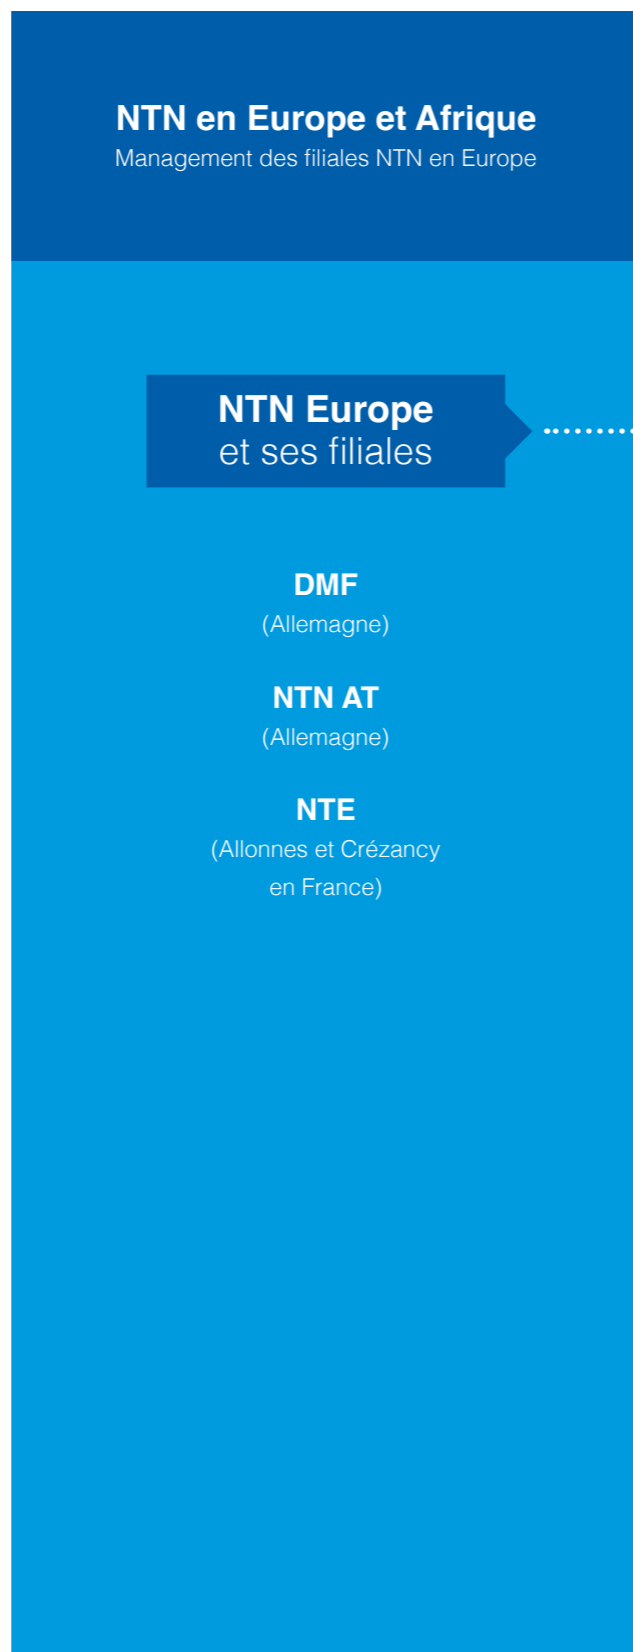 NTN en Europe et Afrique
Management des filiales NTN en Europe
NTN Europe
et ses filiales
DMF
(Allemagne)
NTN AT
(Allemagne)
NTE
(Allonnes et Crézancy
en France)